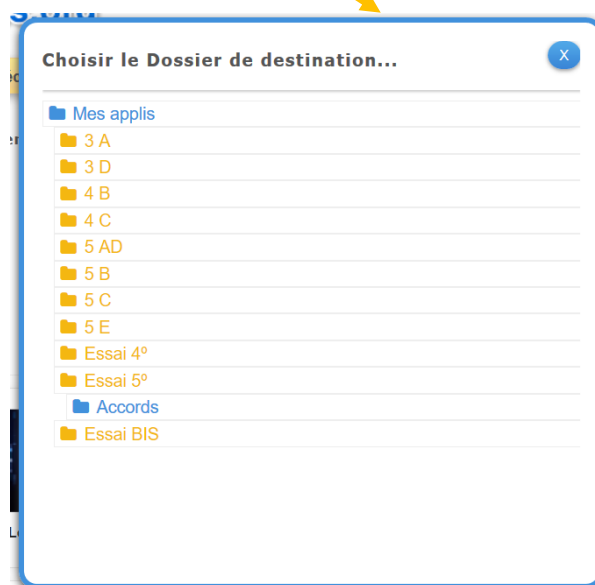 s.org
Choisir le Dossier de destination...
X
Mes applis
3 A
3 D
4 B
4 C
5 AD
5 B
5 C
5 E
Essai 4º
Essai 5º
Accords
Essai BIS